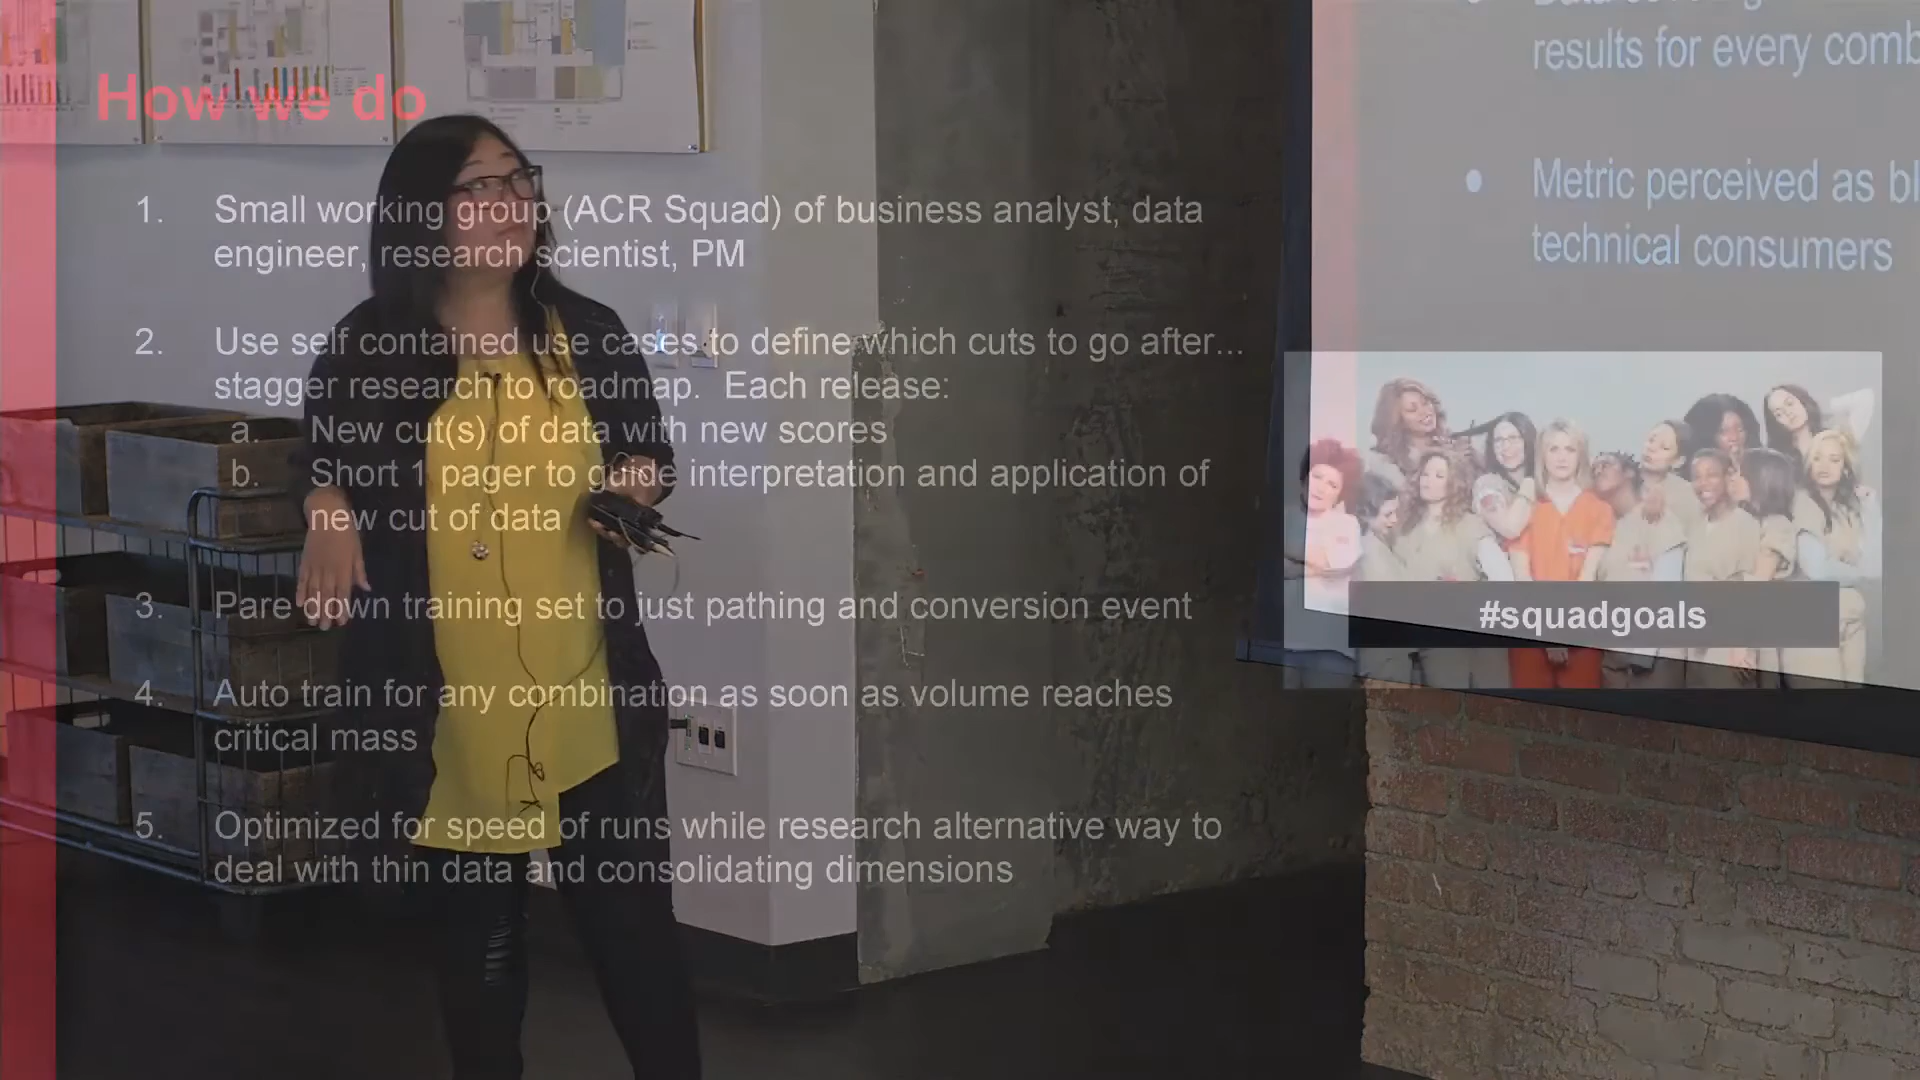 How we do
1. Small working group (ACR Squad) of business analyst, data
engineer, research scientist, PM
2. Use self contained use cases to define which cuts to go after...
stagger research to roadmap. Each release:
a. New cut(s) of data with new scores
b. Short 1 pager to guide interpretation and application of
new cut of data
3. Pare down training set to just pathing and conversion event
4. Auto train for any combination as soon as volume reaches
critical mass
5. Optimized for speed of runs while research alternative way to
deal with thin data and consolidating dimensions
results for every
• Metric perceived as
technical consumers
#squadgoals